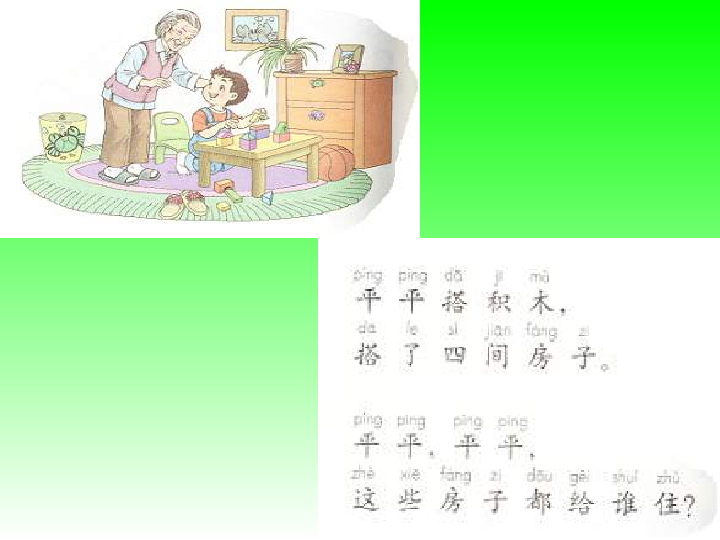 píng píng dā jī mù
平平搭积木，
dā le sì jiān fáng zi
搭了四间房子。
píng píng píng píng
平平，平平，
zhè xiē fáng zi dōu gěi shuí zhù
这些房子都给谁住？